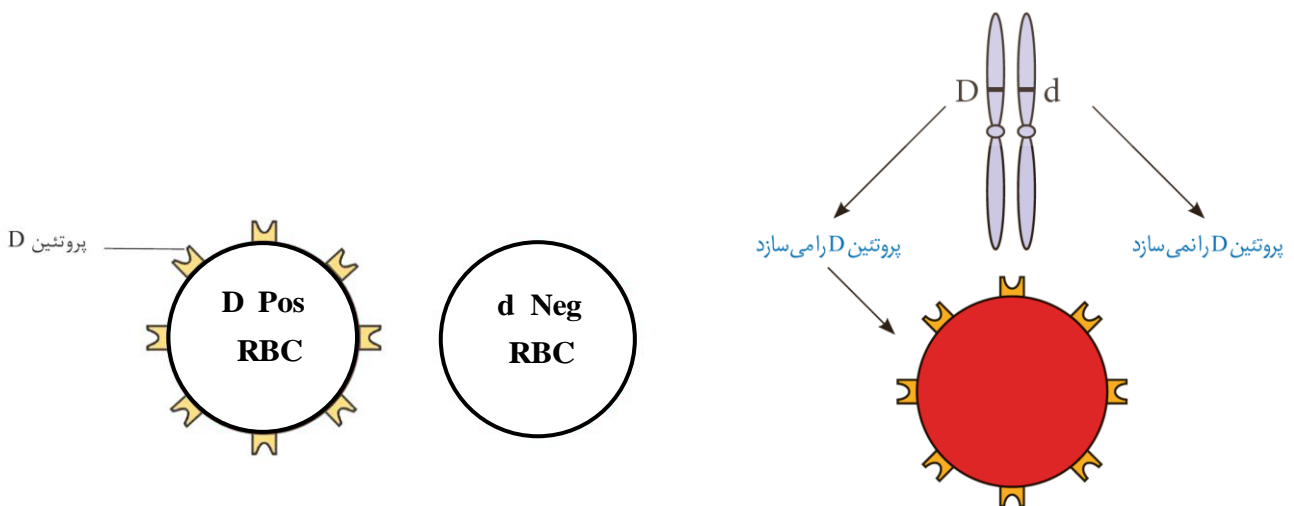 پروتئین D
D Pos
RBC
d Neg
RBC
D
d
پروتئین D را می سازد
پروتئین D را نمی سازد